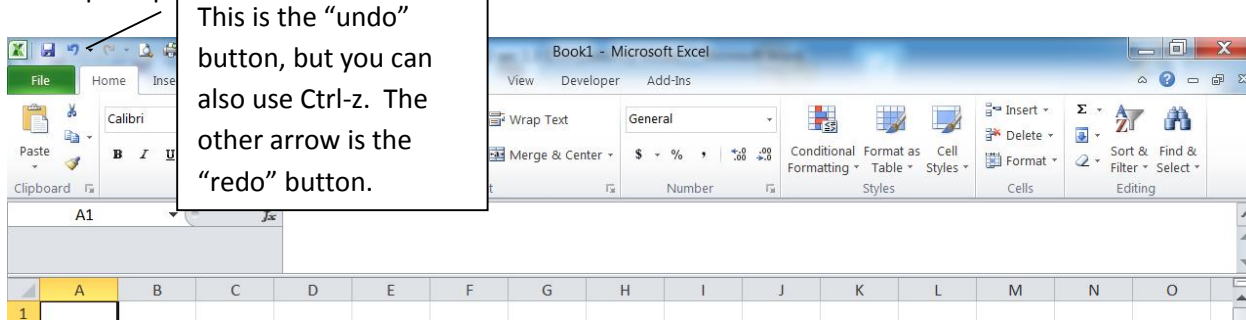 This is the “undo”
button, but you can
also use Ctrl-z. The
other arrow is the
“redo” button.
Book1 - Microsoft Excel
File Home Inse View Developer Add-Ins
Calibri Wrap Text General Insert
Paste B I U Merge & Center $ % , .0 .00 Conditional Formatting Format as Table Cell Styles Delete Format Σ Sort & Filter Find & Select
Clipboard Number Styles Cells Editing
A1
A B C D E F G H I J K L M N O
1